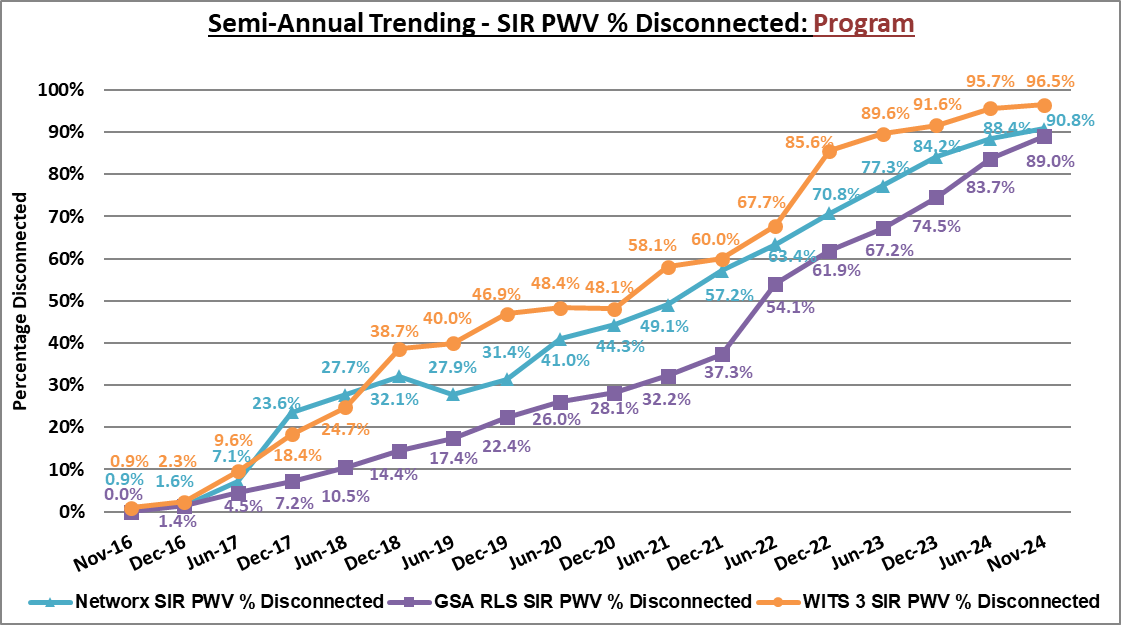 Semi-Annual Trending - SIR PWV % Disconnected: Program
Percentage Disconnected
100%
90%
80%
70%
60%
50%
40%
30%
20%
10%
0%
0.9% 2.3% 9.6% 18.4% 24.7% 38.7% 40.0% 46.9% 48.4% 48.1% 58.1% 60.0% 67.7% 85.6% 89.6% 91.6% 95.7% 96.5%
0.9% 1.6% 7.1% 23.6% 27.7% 32.1% 27.9% 31.4% 41.0% 44.3% 49.1% 57.2% 63.4% 70.8% 77.3% 84.2% 88.4% 90.8%
0.0% 1.4% 4.5% 7.2% 10.5% 14.4% 17.4% 22.4% 26.0% 28.1% 32.2% 37.3% 54.1% 61.9% 67.2% 74.5% 83.7% 89.0%
Nov-16 Dec-16 Jun-17 Dec-17 Jun-18 Dec-18 Jun-19 Dec-19 Jun-20 Dec-20 Jun-21 Dec-21 Jun-22 Dec-22 Jun-23 Dec-23 Jun-24 Nov-24
Networx SIR PWV % Disconnected GSA RLS SIR PWV % Disconnected WITS 3 SIR PWV % Disconnected